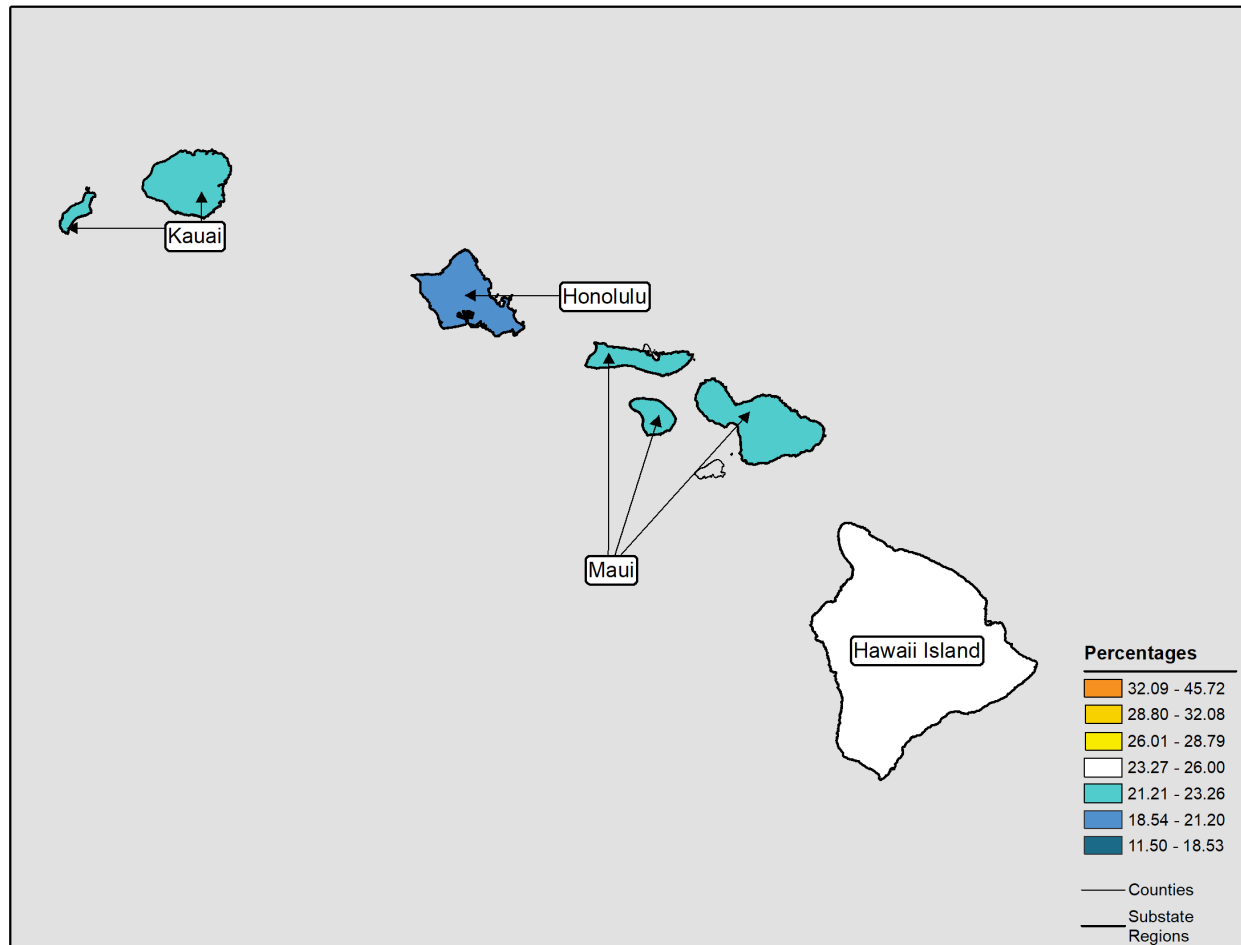 Kauai
Honolulu
Maui
Hawaii Island
Percentages
32.09 - 45.72
28.80 - 32.08
26.01 - 28.79
23.27 - 26.00
21.21 - 23.26
18.54 - 21.20
11.50 - 18.53
Counties
Substate
Regions